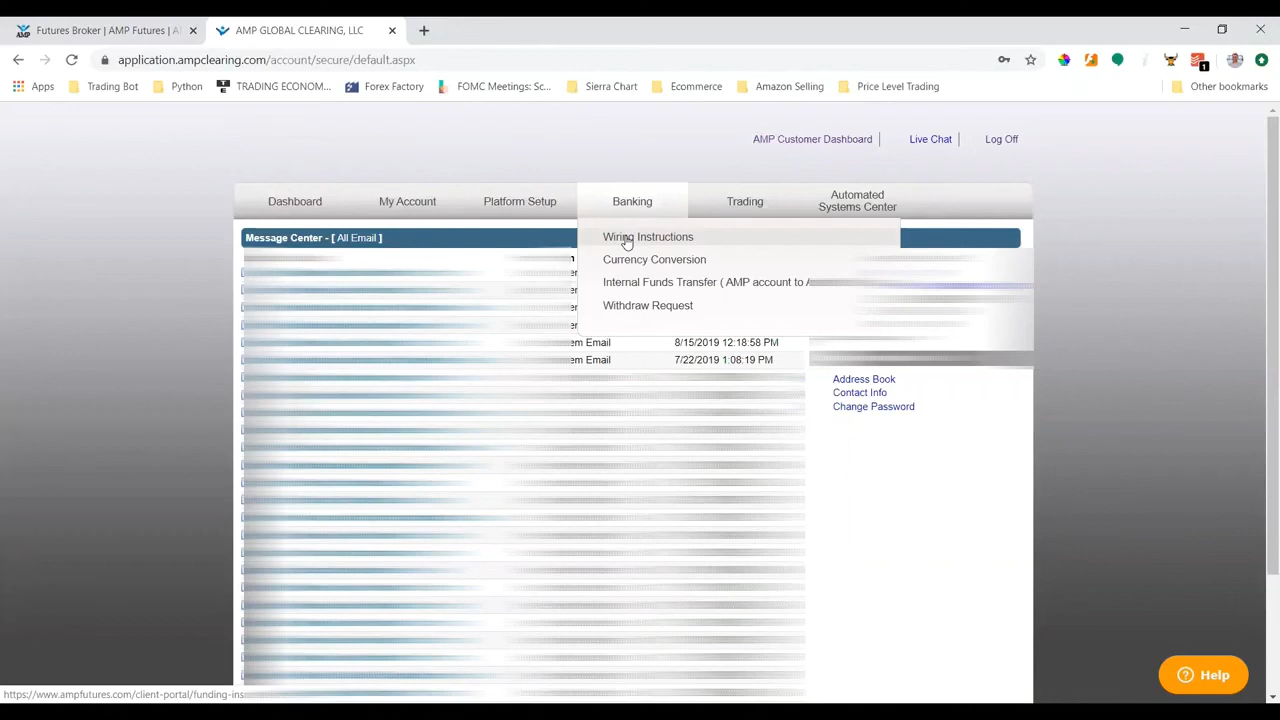 Futures Broker | AMP Futures | A
AMP GLOBAL CLEARING, LLC
application.ampclearing.com/account/secure/default.aspx
1
Apps
Trading Bot
Python
TRADING ECONOM...
Forex Factory
FOMC Meetings: Sc...
Sierra Chart
Ecommerce
Amazon Selling
Price Level Trading
Other bookmarks
AMP Customer Dashboard
Live Chat
Log Off
Dashboard
My Account
Platform Setup
Banking
Trading
Automated
Systems Center
Message Center - [ All Email ]
Wiring Instructions
Currency Conversion
Internal Funds Transfer ( AMP account to
Withdraw Request
em Email 8/15/2019 12:18:58 PM
em Email 7/22/2019 1:08:19 PM
Address Book
Contact Info
Change Password
Help
https://www.ampfutures.com/client-portal/funding-ins